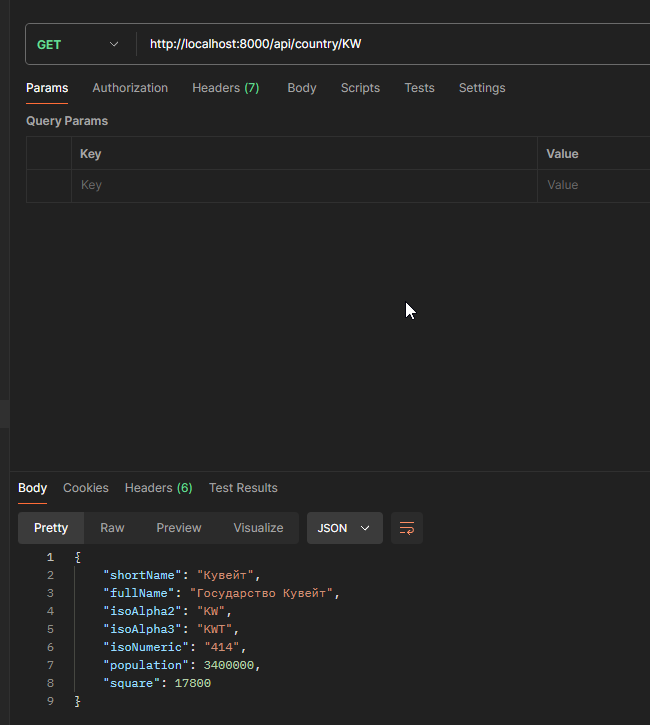 GET http://localhost:8000/api/country/KW
Params Authorization Headers (7) Body Scripts Tests Settings
Query Params
Key Value
Key Value
Body Cookies Headers (6) Test Results
Pretty Raw Preview Visualize JSON
1 {
2 "shortName": "Кувейт",
3 "fullName": "Государство Кувейт",
4 "isoAlpha2": "KW",
5 "isoAlpha3": "KWT",
6 "isoNumeric": "414",
7 "population": 3400000,
8 "square": 17800
9 }